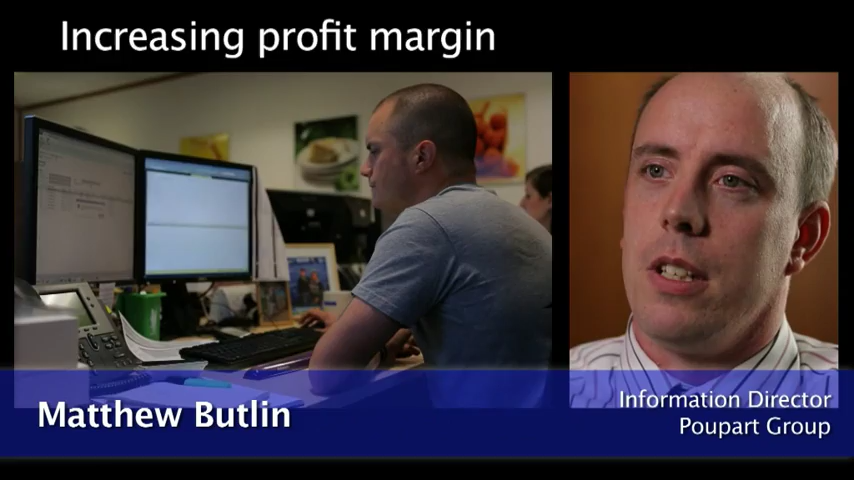 Increasing profit margin
Matthew Butlin
Information Director
Poupart Group